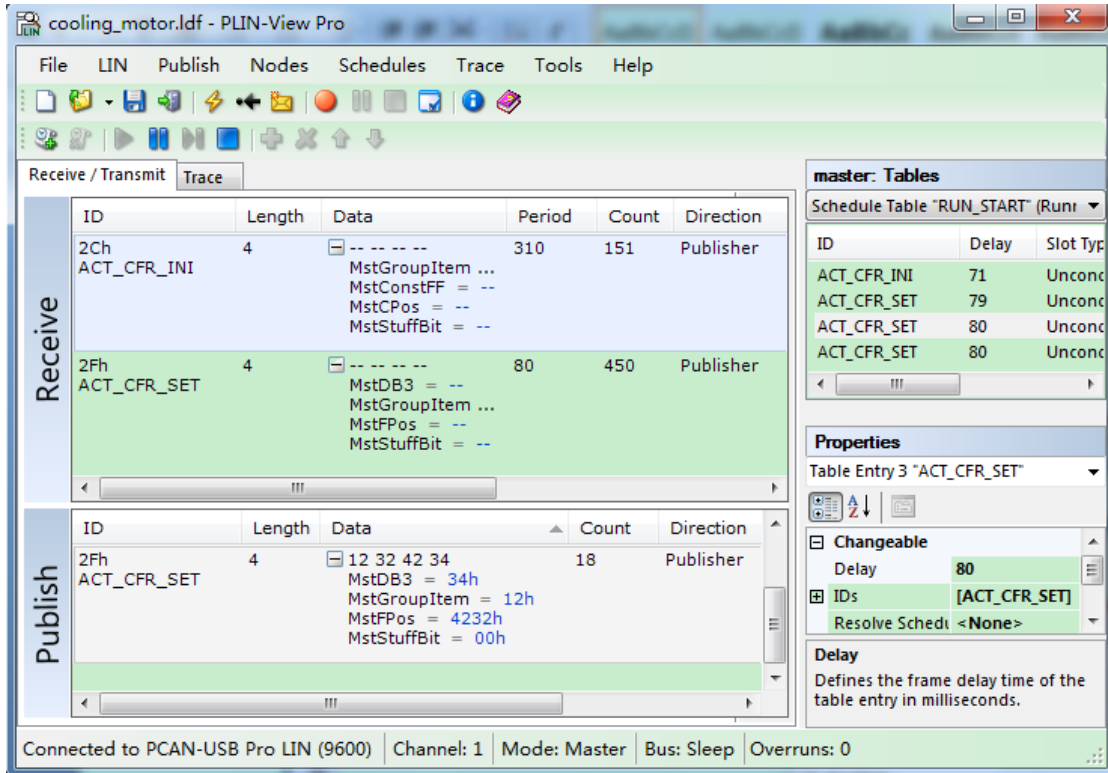 cooling_motor.ldf - PLIN-View Pro
File LIN Publish Nodes Schedules Trace Tools Help
Receive / Transmit Trace
Receive
ID Length Data Period Count Direction
2Ch 4 -- -- -- -- 310 151 Publisher
ACT_CFR_INI MstGroupItem ...
MstConstFF = --
MstCPos = --
MstStuffBit = --
2Fh 4 -- -- -- -- 80 450 Publisher
ACT_CFR_SET MstDB3 = --
MstGroupItem ...
MstFPos = --
MstStuffBit = --
Publish
ID Length Data Count Direction
2Fh 4 12 32 42 34 18 Publisher
ACT_CFR_SET MstDB3 = 34h
MstGroupItem = 12h
MstFPos = 4232h
MstStuffBit = 00h
master: Tables
Schedule Table "RUN_START" (Runr
ID Delay Slot Typ
ACT_CFR_INI 71 Uncond
ACT_CFR_SET 79 Uncond
ACT_CFR_SET 80 Uncond
ACT_CFR_SET 80 Uncond
Properties
Table Entry 3 "ACT_CFR_SET"
Changeable
Delay 80
IDs [ACT_CFR_SET]
Resolve Schedu <None>
Delay
Defines the frame delay time of the
table entry in milliseconds.
Connected to PCAN-USB Pro LIN (9600) Channel: 1 Mode: Master Bus: Sleep Overruns: 0